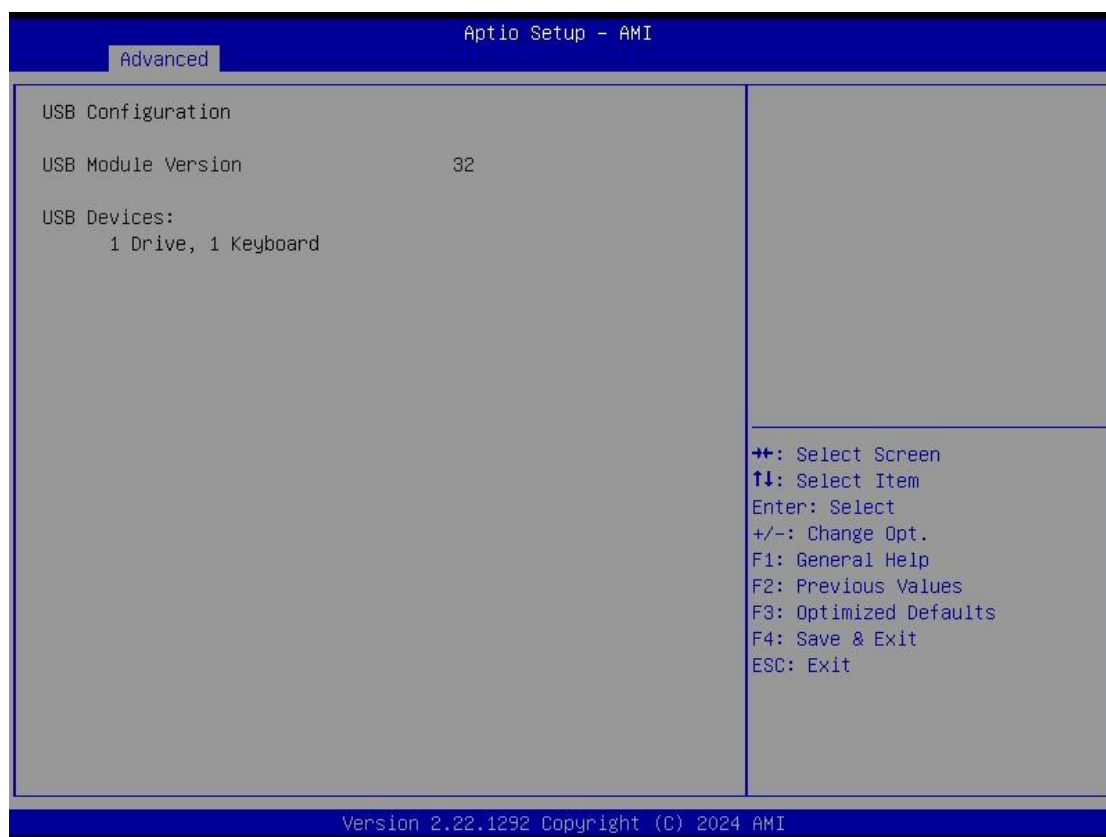 Aptio Setup - AMI
Advanced
USB Configuration
USB Module Version 32
USB Devices:
1 Drive, 1 Keyboard
→←: Select Screen
↑↓: Select Item
Enter: Select
+/-: Change Opt.
F1: General Help
F2: Previous Values
F3: Optimized Defaults
F4: Save & Exit
ESC: Exit
Version 2.22.1292 Copyright (C) 2024 AMI